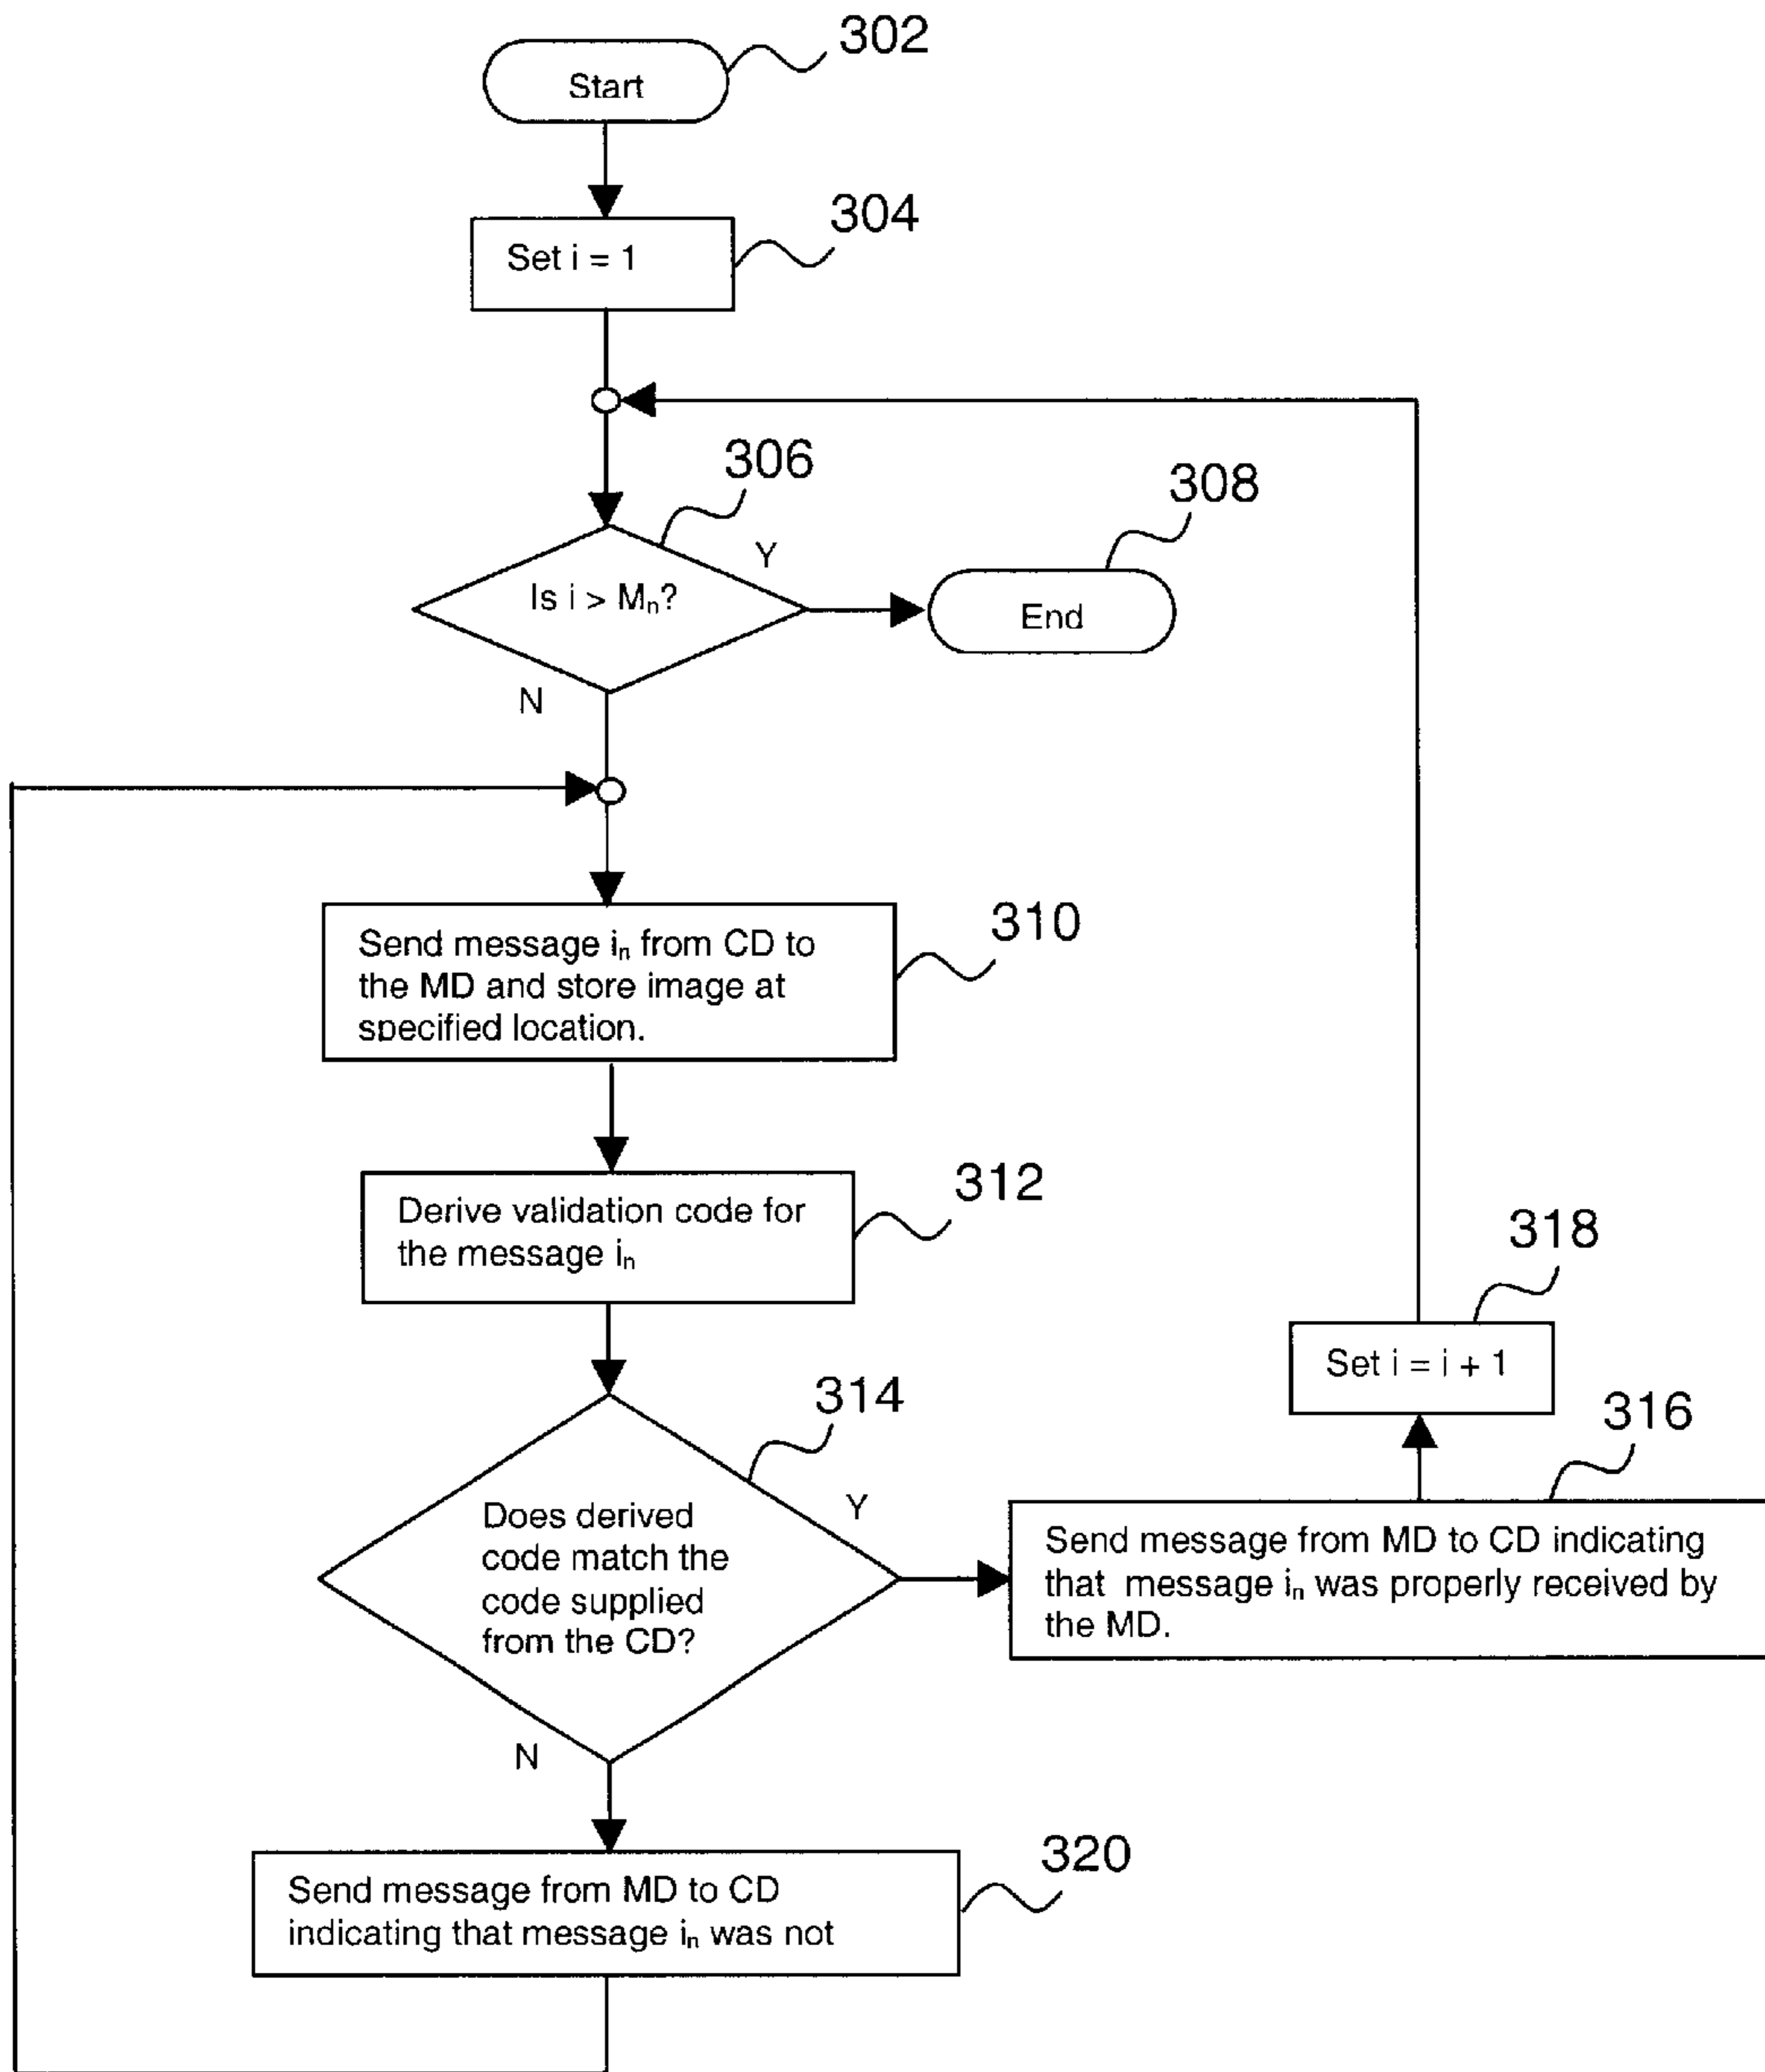 302
Start
304
Set i = 1
306
308
Y
Is i > Mₙ?
End
N
310
Send message iₙ from CD to
the MD and store image at
specified location.
312
Derive validation code for
the message iₙ
318
Set i = i + 1
314
316
Y
Does derived
code match the
code supplied
from the CD?
Send message from MD to CD indicating
that message iₙ was properly received by
the MD.
N
320
Send message from MD to CD
indicating that message iₙ was not